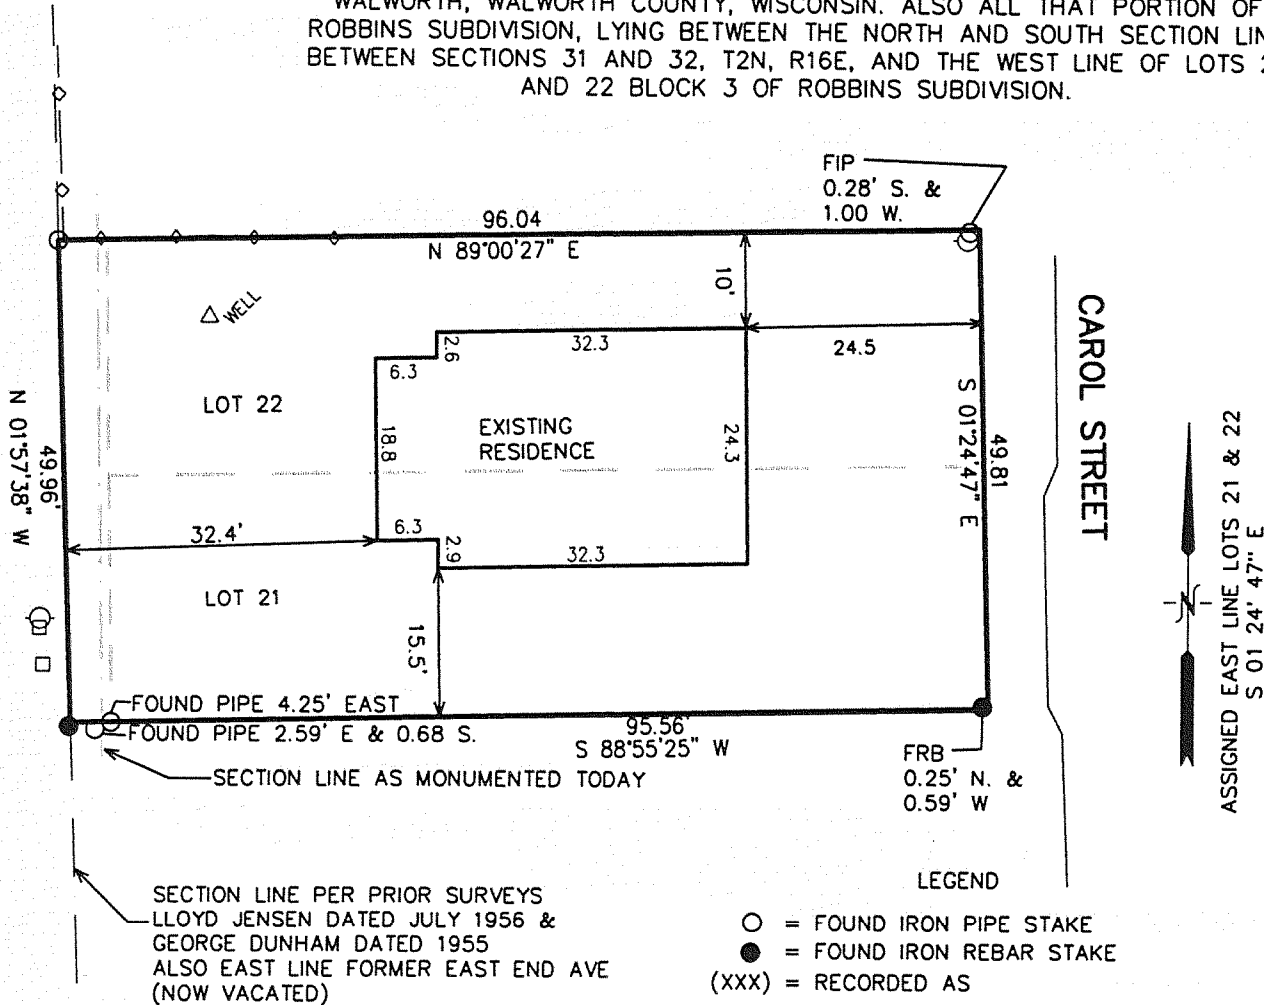 WALWORTH, WALWORTH COUNTY, WISCONSIN. ALSO ALL THAT PORTION OF
ROBBINS SUBDIVISION, LYING BETWEEN THE NORTH AND SOUTH SECTION LIN
BETWEEN SECTIONS 31 AND 32, T2N, R16E, AND THE WEST LINE OF LOTS 2
AND 22 BLOCK 3 OF ROBBINS SUBDIVISION.
FIP
0.28' S. &
1.00 W.
96.04
N 89°00'27" E
10'
WELL
2.6
32.3
24.5
6.3
CAROL STREET
LOT 22
EXISTING
RESIDENCE
18.8
24.3
S 01°24'47" E
49.81
N 01°57'38" W
49.96'
32.4'
6.3
2.9
32.3
LOT 21
15.5'
N
ASSIGNED EAST LINE LOTS 21 & 22
S 01 24' 47" E
FOUND PIPE 4.25' EAST
FOUND PIPE 2.59' E & 0.68 S.
95.56'
S 88°55'25" W
SECTION LINE AS MONUMENTED TODAY
FRB
0.25' N. &
0.59' W
SECTION LINE PER PRIOR SURVEYS
LLOYD JENSEN DATED JULY 1956 &
GEORGE DUNHAM DATED 1955
ALSO EAST LINE FORMER EAST END AVE
(NOW VACATED)
LEGEND
= FOUND IRON PIPE STAKE
= FOUND IRON REBAR STAKE
(XXX) = RECORDED AS